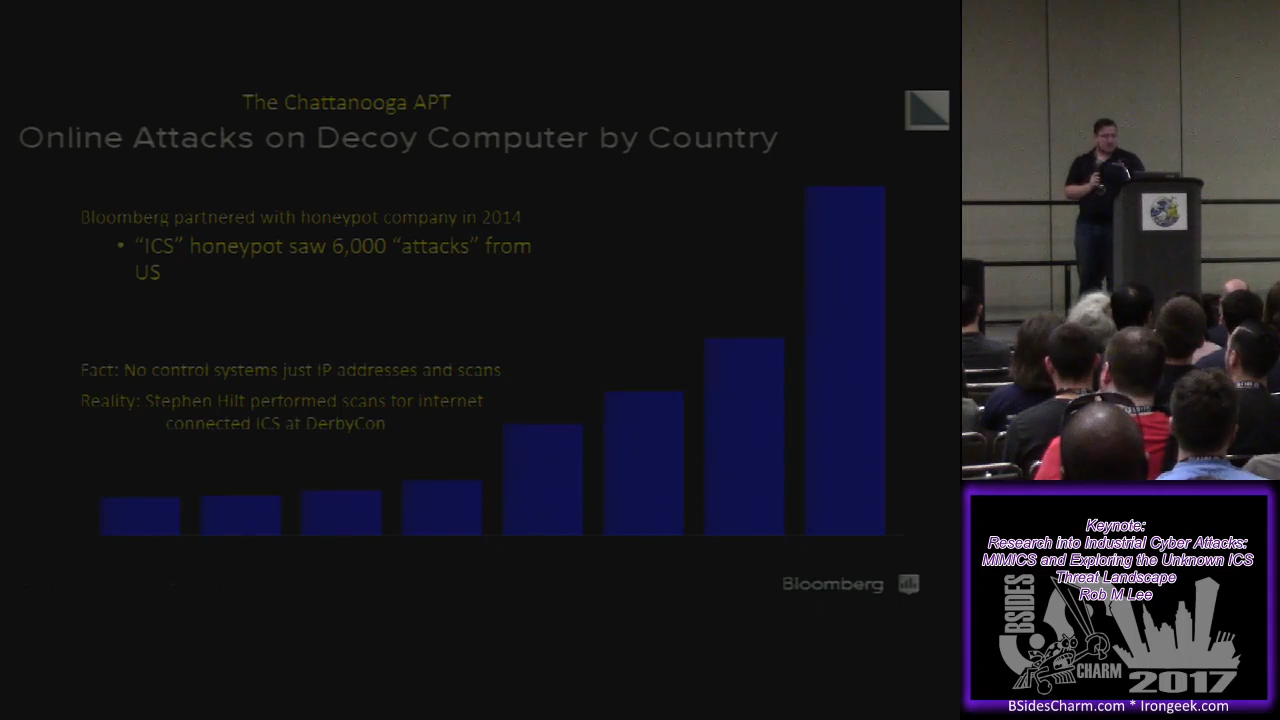 The Chattanooga APT
Online Attacks on Decoy Computer by Country
Bloomberg partnered with honeypot company in 2014
• “ICS” honeypot saw 6,000 “attacks” from
US
Fact: No control systems just IP addresses and scans
Reality: Stephen Hilt performed scans for internet
connected ICS at DerbyCon
Bloomberg
Keynote:
Research into Industrial Cyber Attacks:
MIMICS and Exploring the Unknown ICS
Threat Landscape
Rob M Lee
BSIDES
CHARM
2017
BSidesCharm.com * Irongeek.com